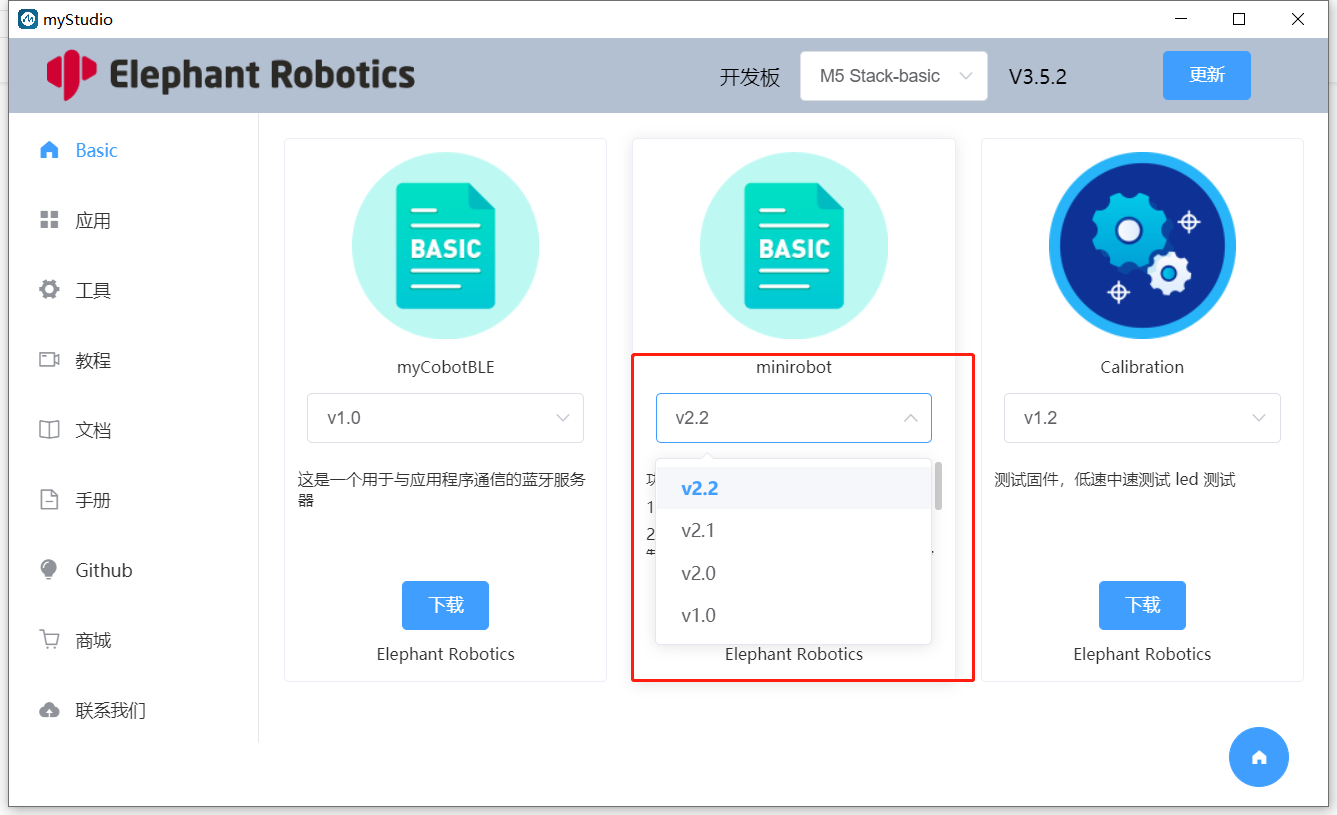 myStudio
Elephant Robotics
开发板
M5 Stack-basic
V3.5.2
更新
Basic
应用
工具
教程
文档
手册
Github
商城
联系我们
BASIC
myCobotBLE
v1.0
这是一个用于与应用程序通信的蓝牙服务
器
下载
Elephant Robotics
BASIC
minirobot
v2.2
v2.2
v2.1
v2.0
v1.0
1
2
Elephant Robotics
Calibration
v1.2
测试固件，低速中速测试 led 测试
下载
Elephant Robotics